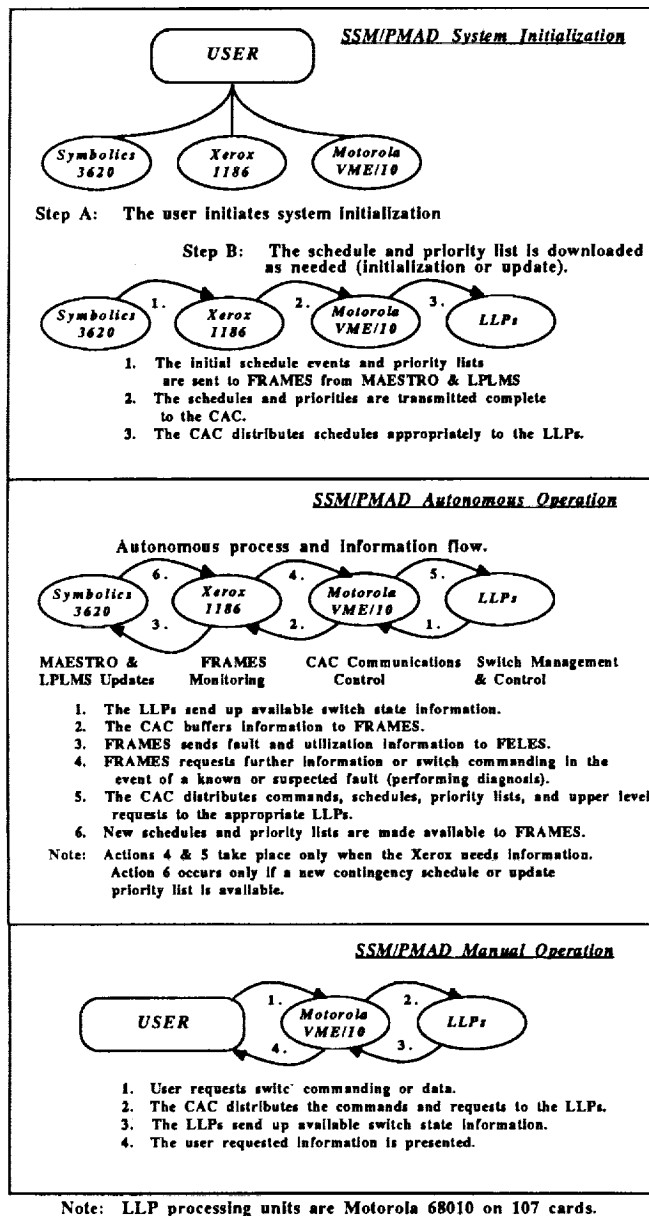 SSM/PMAD System Initialization
USER
Symbolics
3620
Xerox
1186
Motorola
VME/10
Step A: The user initiates system initialization
Step B: The schedule and priority list is downloaded
as needed (initialization or update).
1.
2.
3.
Symbolics
3620
Xerox
1186
Motorola
VME/10
LLPs
1. The initial schedule events and priority lists
are sent to FRAMES from MAESTRO & LPLMS
2. The schedules and priorities are transmitted complete
to the CAC.
3. The CAC distributes schedules appropriately to the LLPs.
SSM/PMAD Autonomous Operation
Autonomous process and information flow.
6.
4.
5.
Symbolics
3620
Xerox
1186
Motorola
VME/10
LLPs
3.
2.
1.
MAESTRO &
LPLMS Updates
FRAMES
Monitoring
CAC Communications
Control
Switch Management
& Control
1. The LLPs send up available switch state information.
2. The CAC buffers information to FRAMES.
3. FRAMES sends fault and utilization information to FELES.
4. FRAMES requests further information or switch commanding in the
event of a known or suspected fault (performing diagnosis).
5. The CAC distributes commands, schedules, priority lists, and upper level
requests to the appropriate LLPs.
6. New schedules and priority lists are made available to FRAMES.
Note: Actions 4 & 5 take place only when the Xerox needs information.
Action 6 occurs only if a new contingency schedule or update
priority list is available.
SSM/PMAD Manual Operation
1.
2.
USER
Motorola
VME/10
LLPs
4.
3.
1. User requests switc commanding or data.
2. The CAC distributes the commands and requests to the LLPs.
3. The LLPs send up available switch state information.
4. The user requested information is presented.
Note: LLP processing units are Motorola 68010 on 107 cards.